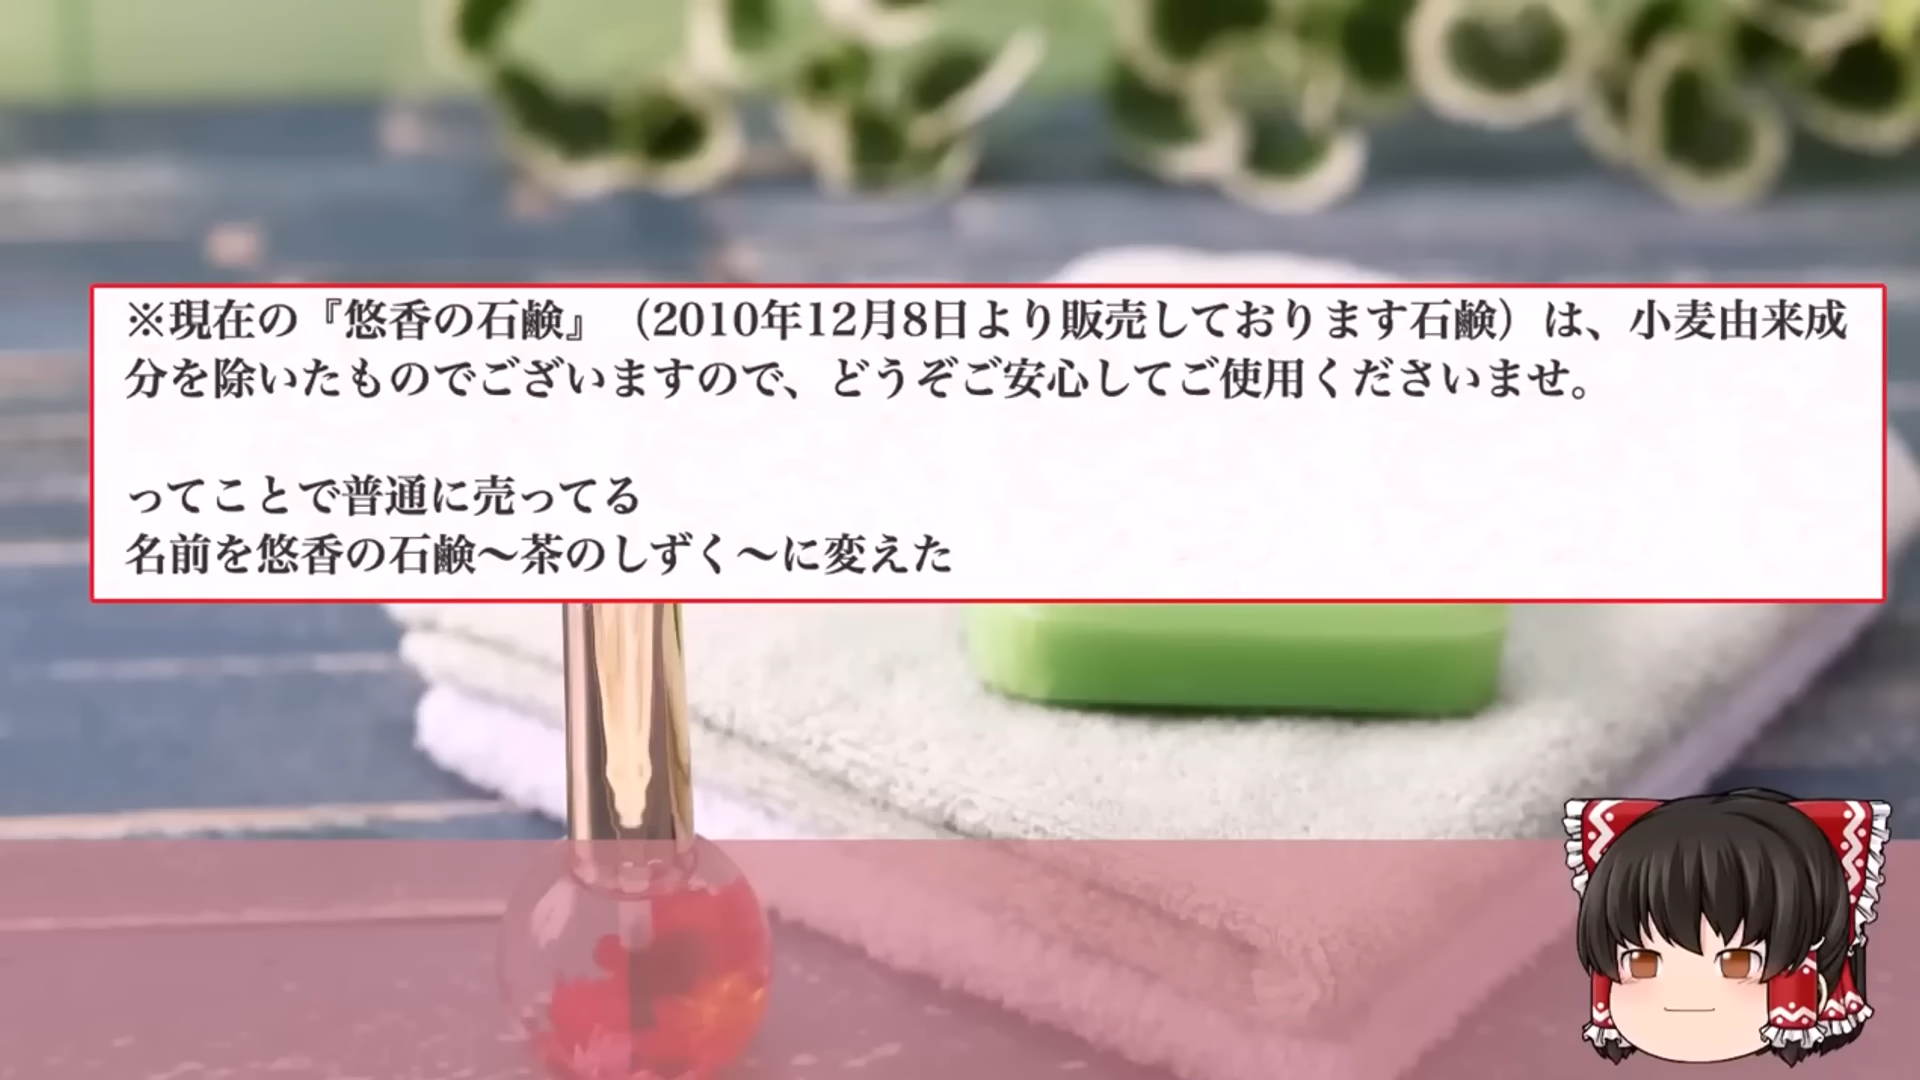 ※現在の『悠香の石鹸』（2010年12月8日より販売しております石鹸）は、小麦由来成
分を除いたものでございますので、どうぞご安心してご使用くださいませ。
ってことで普通に売ってる
名前を悠香の石鹸～茶のしずく～に変えた